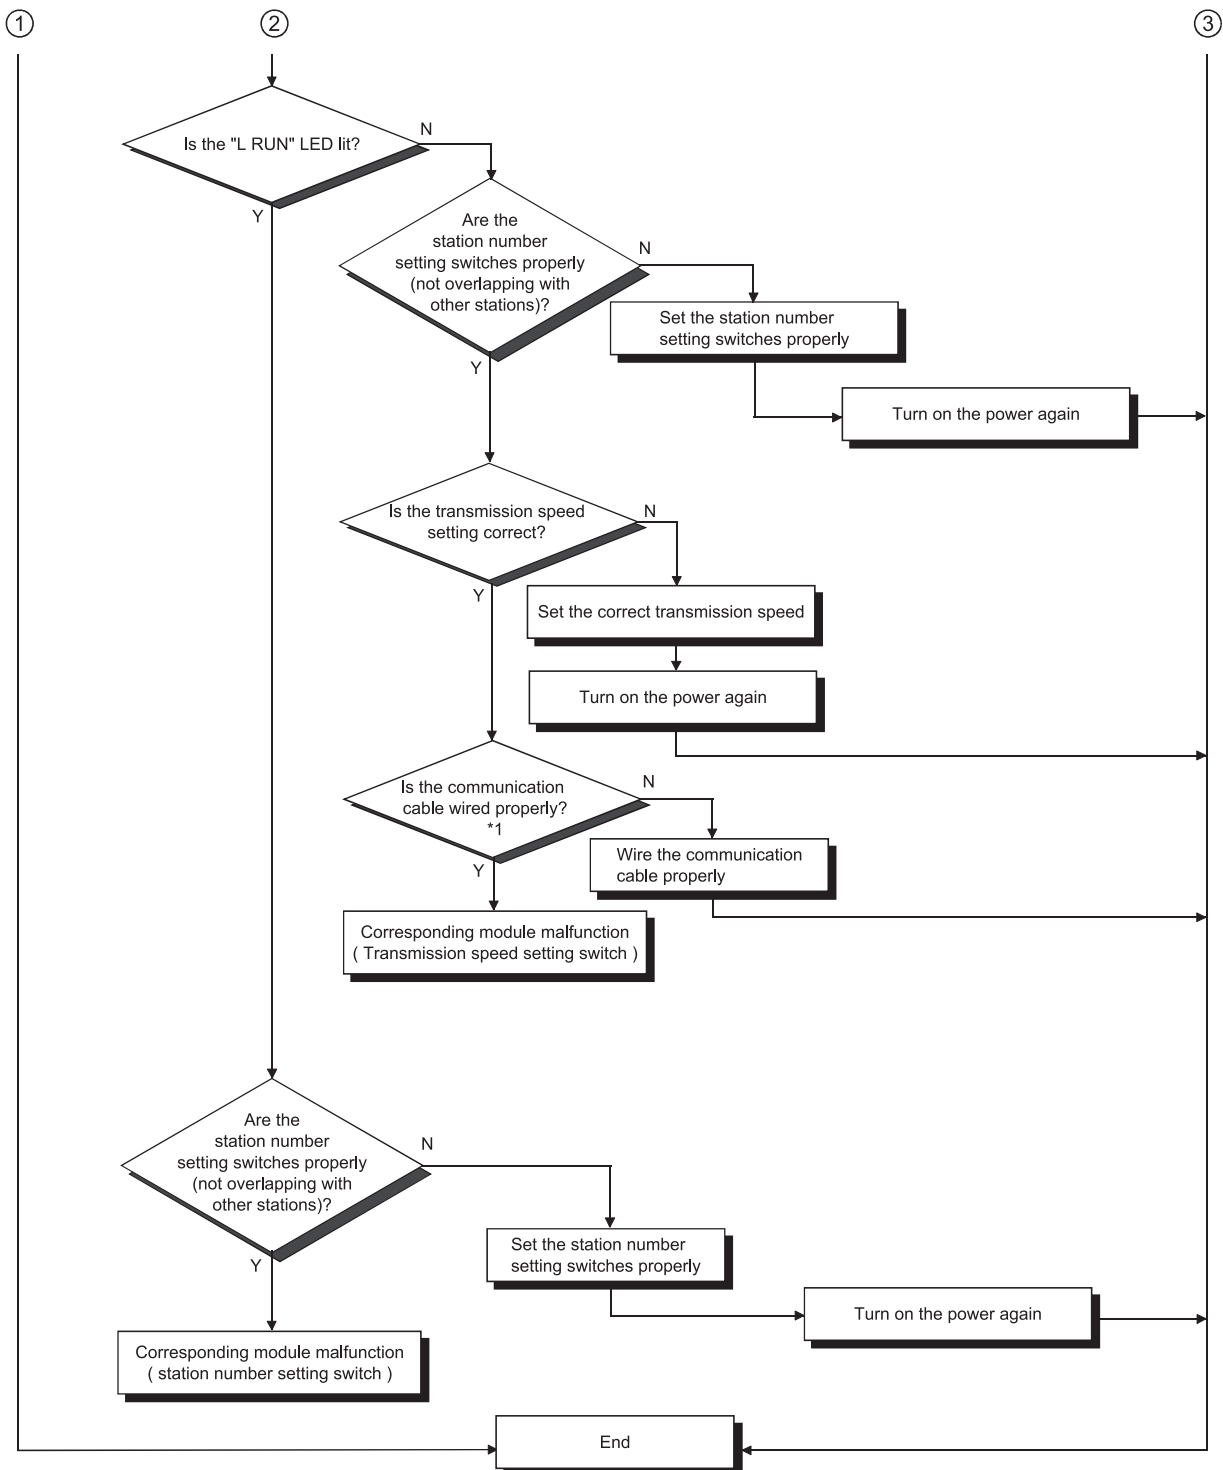 ①
②
③
Is the "L RUN" LED lit?
N
Y
Are the
station number
setting switches properly
(not overlapping with
other stations)?
N
Y
Set the station number
setting switches properly
Turn on the power again
Is the transmission speed
setting correct?
N
Y
Set the correct transmission speed
Turn on the power again
Is the communication
cable wired properly?
*1
N
Y
Wire the communication
cable properly
Corresponding module malfunction
( Transmission speed setting switch )
Are the
station number
setting switches properly
(not overlapping with
other stations)?
N
Y
Set the station number
setting switches properly
Turn on the power again
Corresponding module malfunction
( station number setting switch )
End